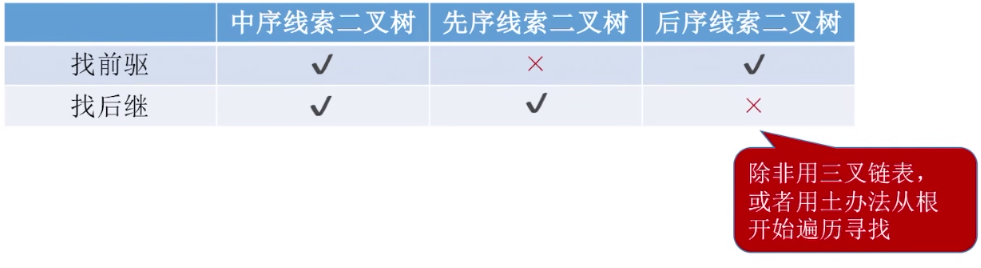 中序线索二叉树 先序线索二叉树 后序线索二叉树
找前驱 ✓ × ✓
找后继 ✓ ✓ ×
除非用三叉链表，
或者用土办法从根
开始遍历寻找